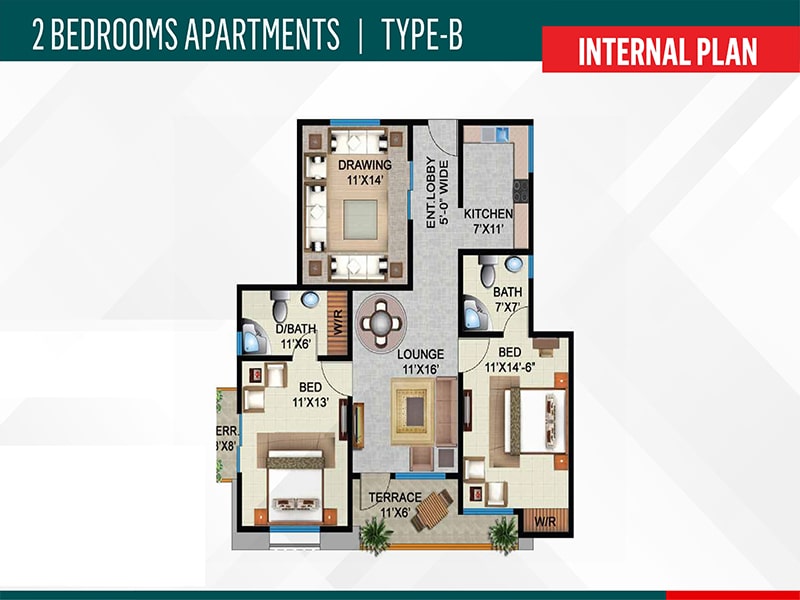 2 BEDROOMS APARTMENTS | TYPE-B
INTERNAL PLAN
DRAWING
11'X14'
ENT.LOBBY
5'-0" WIDE
KITCHEN
7'X11'
BATH
7'X7'
D/BATH
11'X6'
W/R
LOUNGE
11'X16'
BED
11'X14'-6"
BED
11'X13'
ERR.
8'X8'
TERRACE
11'X6'
W/R